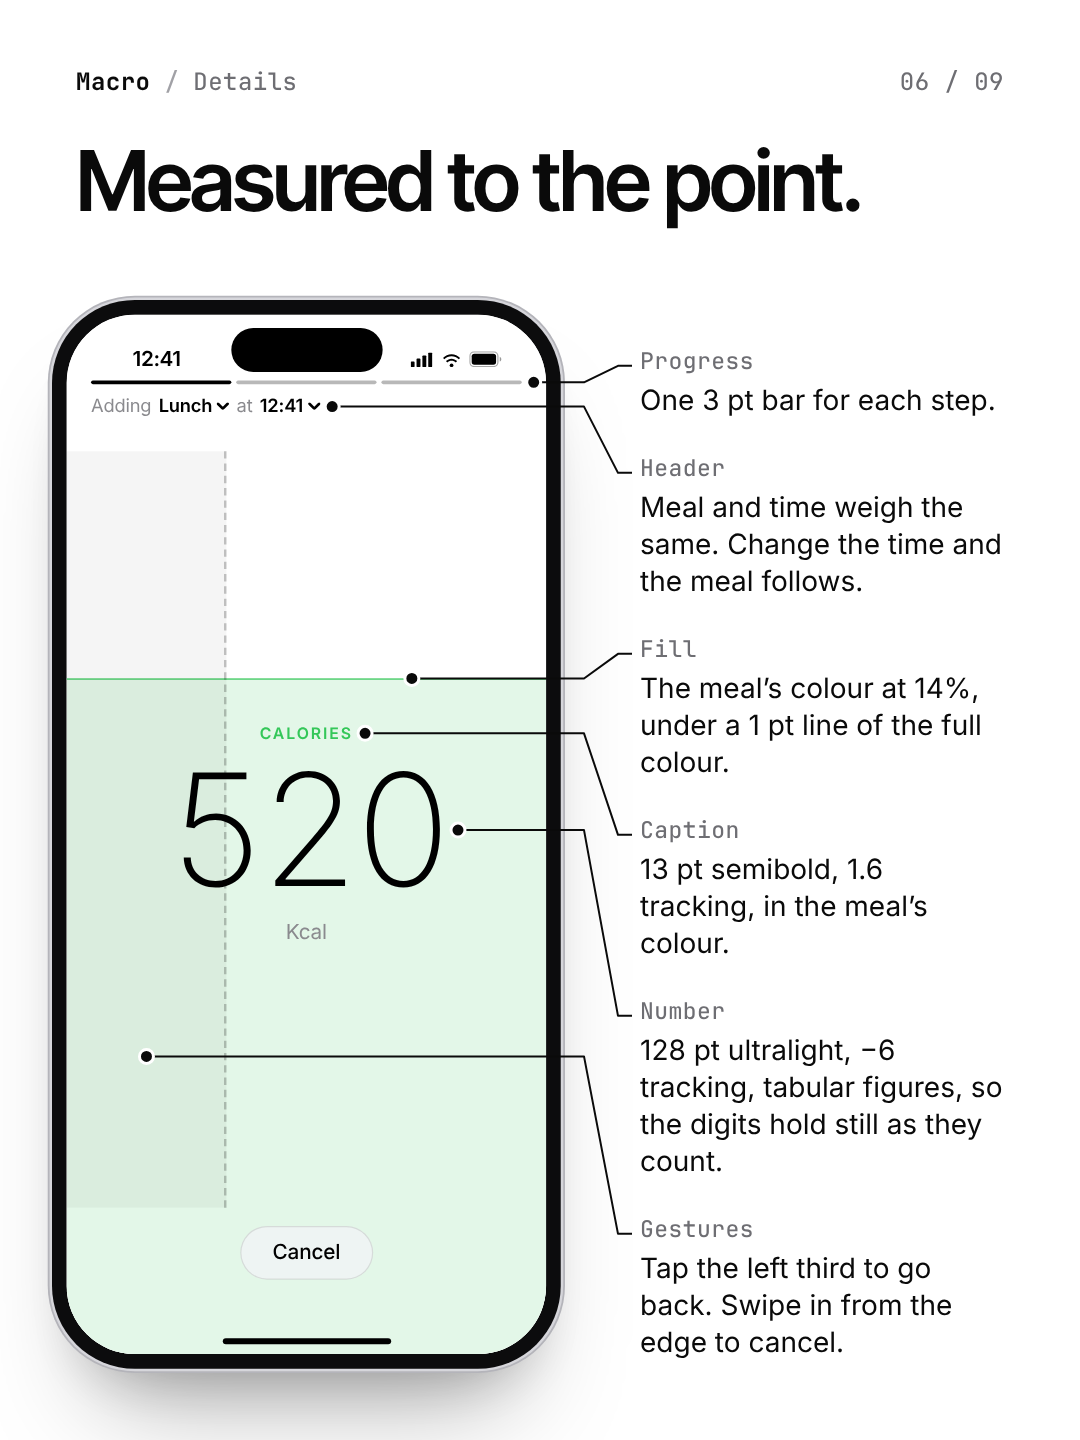 Macro / Details
06 / 09
Measured to the point.
12:41
Adding Lunch at 12:41
CALORIES
520
Kcal
Cancel
Progress
One 3 pt bar for each step.
Header
Meal and time weigh the
same. Change the time and
the meal follows.
Fill
The meal’s colour at 14%,
under a 1 pt line of the full
colour.
Caption
13 pt semibold, 1.6
tracking, in the meal’s
colour.
Number
128 pt ultralight, −6
tracking, tabular figures, so
the digits hold still as they
count.
Gestures
Tap the left third to go
back. Swipe in from the
edge to cancel.